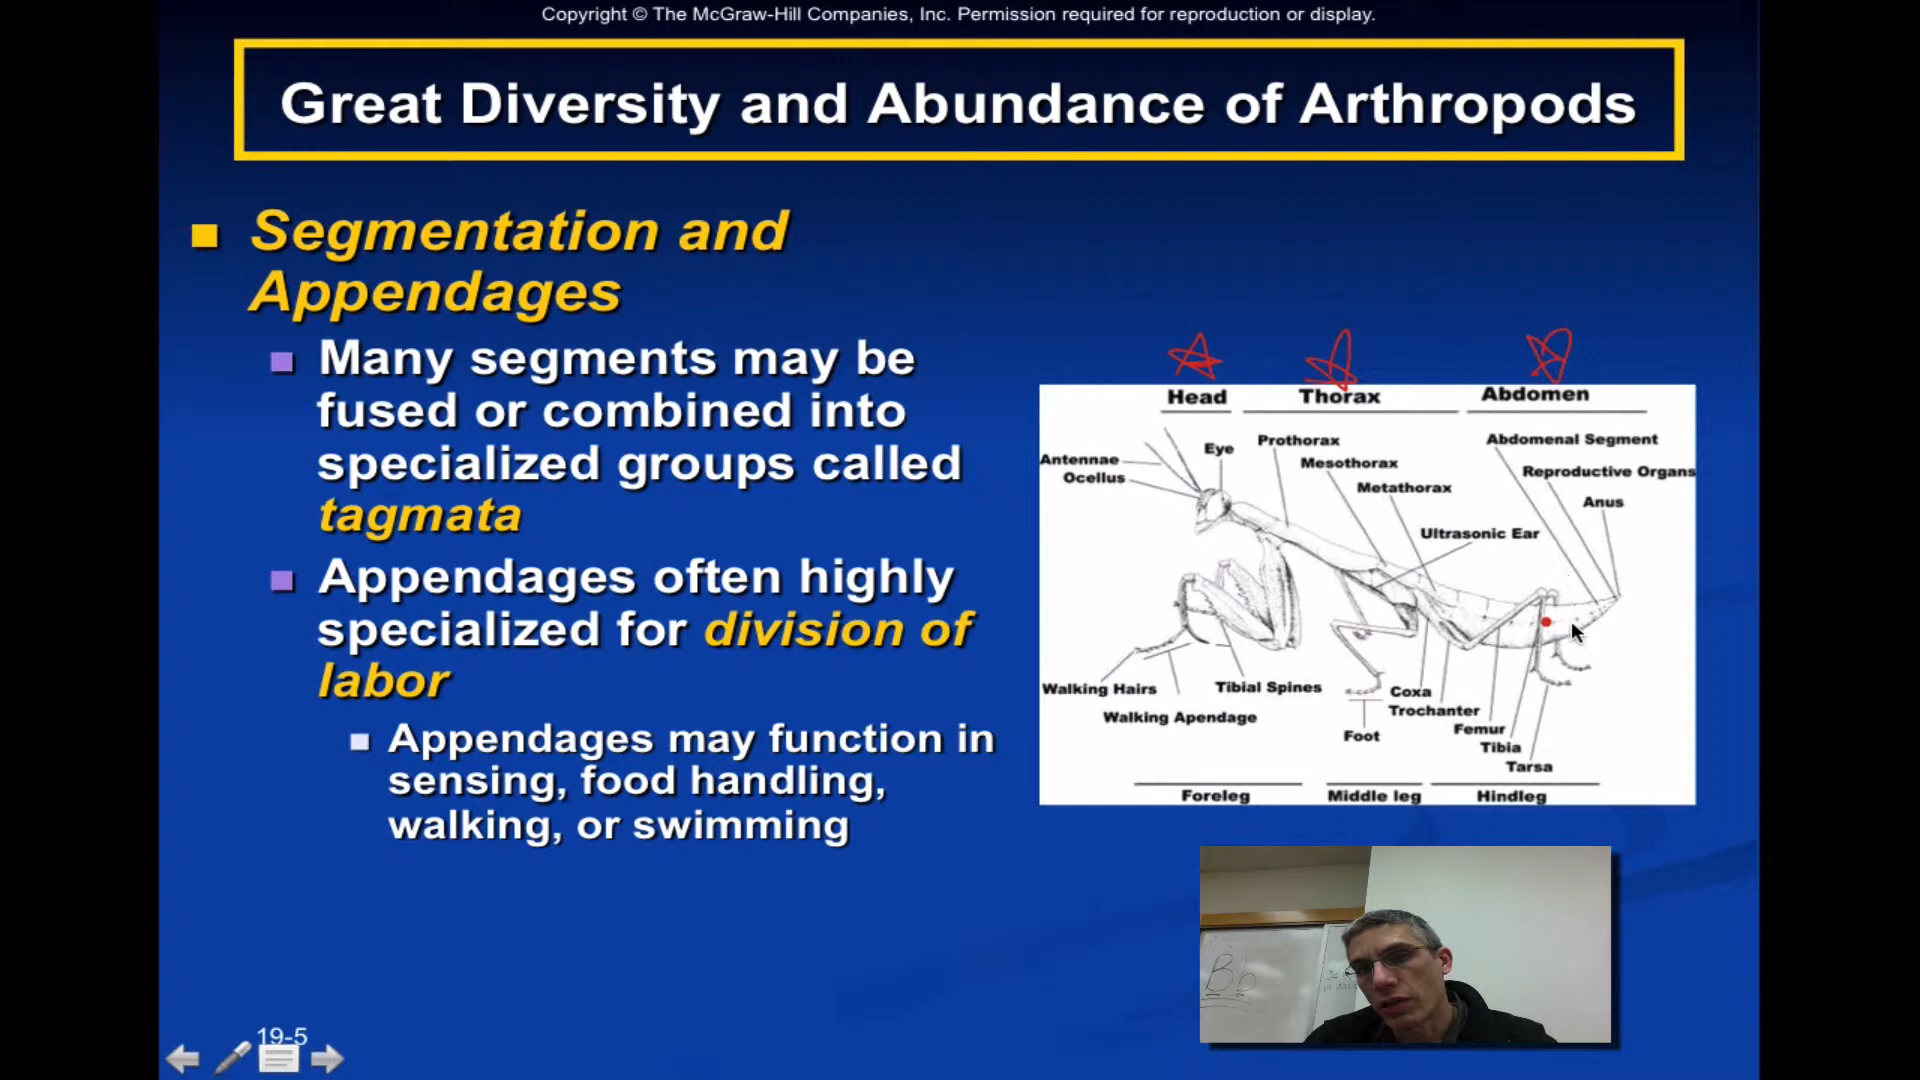 Copyright © The McGraw-Hill Companies, Inc. Permission required for reproduction or display.
Great Diversity and Abundance of Arthropods
Segmentation and
Appendages
Many segments may be
fused or combined into
specialized groups called
tagmata
Appendages often highly
specialized for division of
labor
Appendages may function in
sensing, food handling,
walking, or swimming
Head Thorax Abdomen
Antennae
Ocellus
Eye
Prothorax
Mesothorax
Metathorax
Ultrasonic Ear
Abdomenal Segment
Reproductive Organs
Anus
Walking Hairs
Walking Apendage
Tibial Spines
Foot
Coxa
Trochanter
Femur
Tibia
Tarsa
Foreleg Middle leg Hindleg
B b
19-5